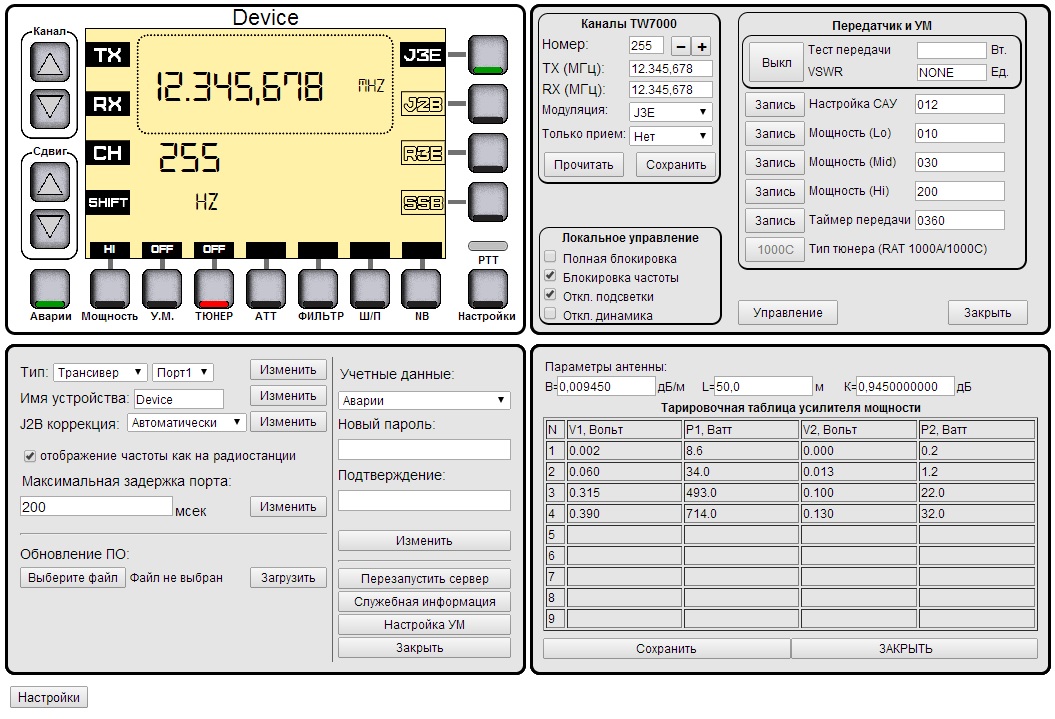 Device
Канал
Сдвиг
TX
RX
CH
SHIFT
12.345,678 MHZ
255
HZ
J3E
J2B
R3E
SSB
HI OFF OFF
PTT
Аварии Мощность У.М. ТЮНЕР АТТ ФИЛЬТР Ш/П NB Настройки
Каналы TW7000
Номер: 255 − +
TX (МГц): 12.345,678
RX (МГц): 12.345,678
Модуляция: J3E
Только прием: Нет
Прочитать Сохранить
Локальное управление
Полная блокировка
Блокировка частоты
Откл. подсветки
Откл. динамика
Передатчик и УМ
Выкл
Тест передачи Вт.
VSWR NONE Ед.
Запись Настройка САУ 012
Запись Мощность (Lo) 010
Запись Мощность (Mid) 030
Запись Мощность (Hi) 200
Запись Таймер передачи 0360
1000C Тип тюнера (RAT 1000A/1000C)
Управление Закрыть
Тип: Трансивер Порт1 Изменить
Имя устройства: Device Изменить
J2B коррекция: Автоматически Изменить
отображение частоты как на радиостанции
Максимальная задержка порта:
200 мсек Изменить
Обновление ПО:
Выберите файл Файл не выбран Загрузить
Учетные данные:
Аварии
Новый пароль:
Подтверждение:
Изменить
Перезапустить сервер
Служебная информация
Настройка УМ
Закрыть
Параметры антенны:
B=0,009450 дБ/м L=50,0 м К=0,9450000000 дБ
Тарировочная таблица усилителя мощности
N V1, Вольт P1, Ватт V2, Вольт P2, Ватт
1 0.002 8.6 0.000 0.2
2 0.060 34.0 0.013 1.2
3 0.315 493.0 0.100 22.0
4 0.390 714.0 0.130 32.0
5
6
7
8
9
Сохранить ЗАКРЫТЬ
Настройки